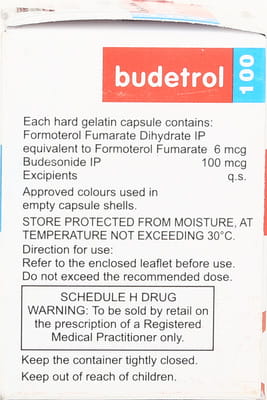 budetrol
100
Each hard gelatin capsule contains:
Formoterol Fumarate Dihydrate IP
equivalent to Formoterol Fumarate 6 mcg
Budesonide IP 100 mcg
Excipients q.s.
Approved colours used in
empty capsule shells.
STORE PROTECTED FROM MOISTURE, AT
TEMPERATURE NOT EXCEEDING 30°C.
Direction for use:
Refer to the enclosed leaflet before use.
Do not exceed the recommended dose.
SCHEDULE H DRUG
WARNING: To be sold by retail on
the prescription of a Registered
Medical Practitioner only.
Keep the container tightly closed.
Keep out of reach of children.